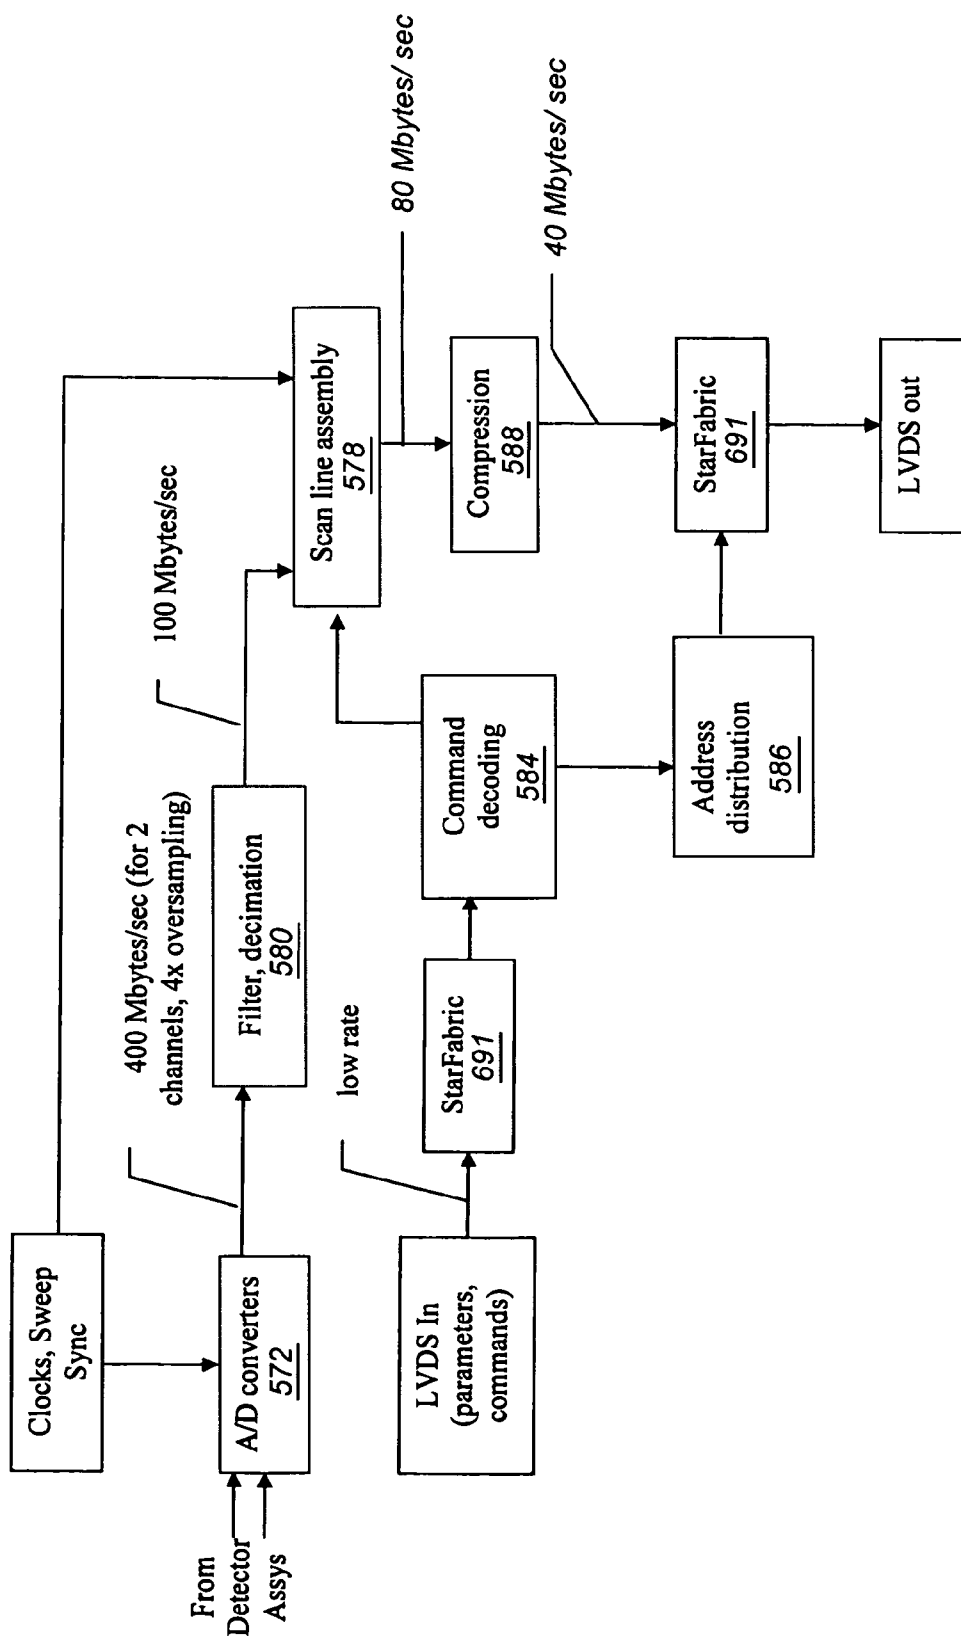 Clocks, Sweep
Sync
From
Detector
Assys
A/D converters
572
400 Mbytes/sec (for 2
channels, 4x oversampling)
Filter, decimation
580
100 Mbytes/sec
Scan line assembly
578
80 Mbytes/ sec
LVDS In
(parameters,
commands)
low rate
StarFabric
691
Command
decoding
584
Compression
588
40 Mbytes/ sec
Address
distribution
586
StarFabric
691
LVDS out